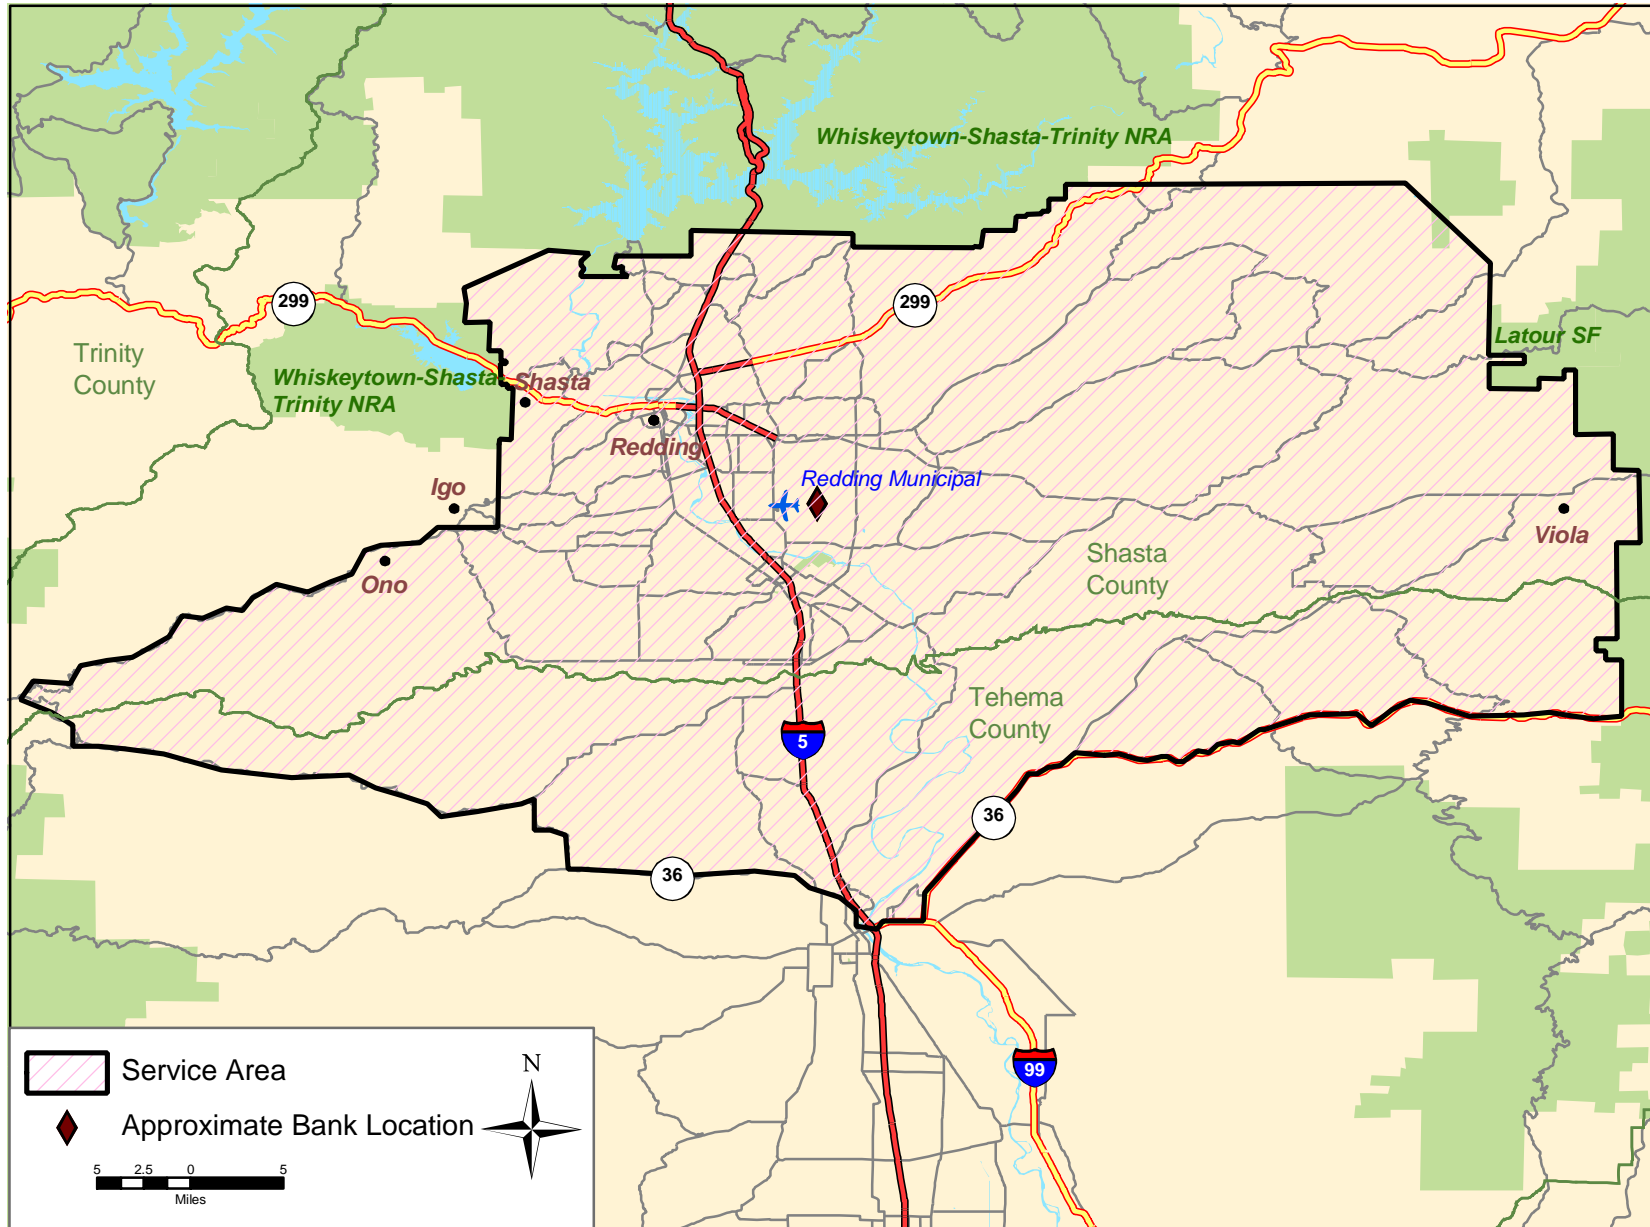 Whiskeytown-Shasta-Trinity NRA
299
299
Trinity
County
Latour SF
Whiskeytown-Shasta-
Trinity NRA
Shasta
Redding
Redding Municipal
Igo
Viola
Ono
Shasta
County
Tehema
County
5
36
36
99
Service Area
N
Approximate Bank Location
5 2.5 0 5
Miles